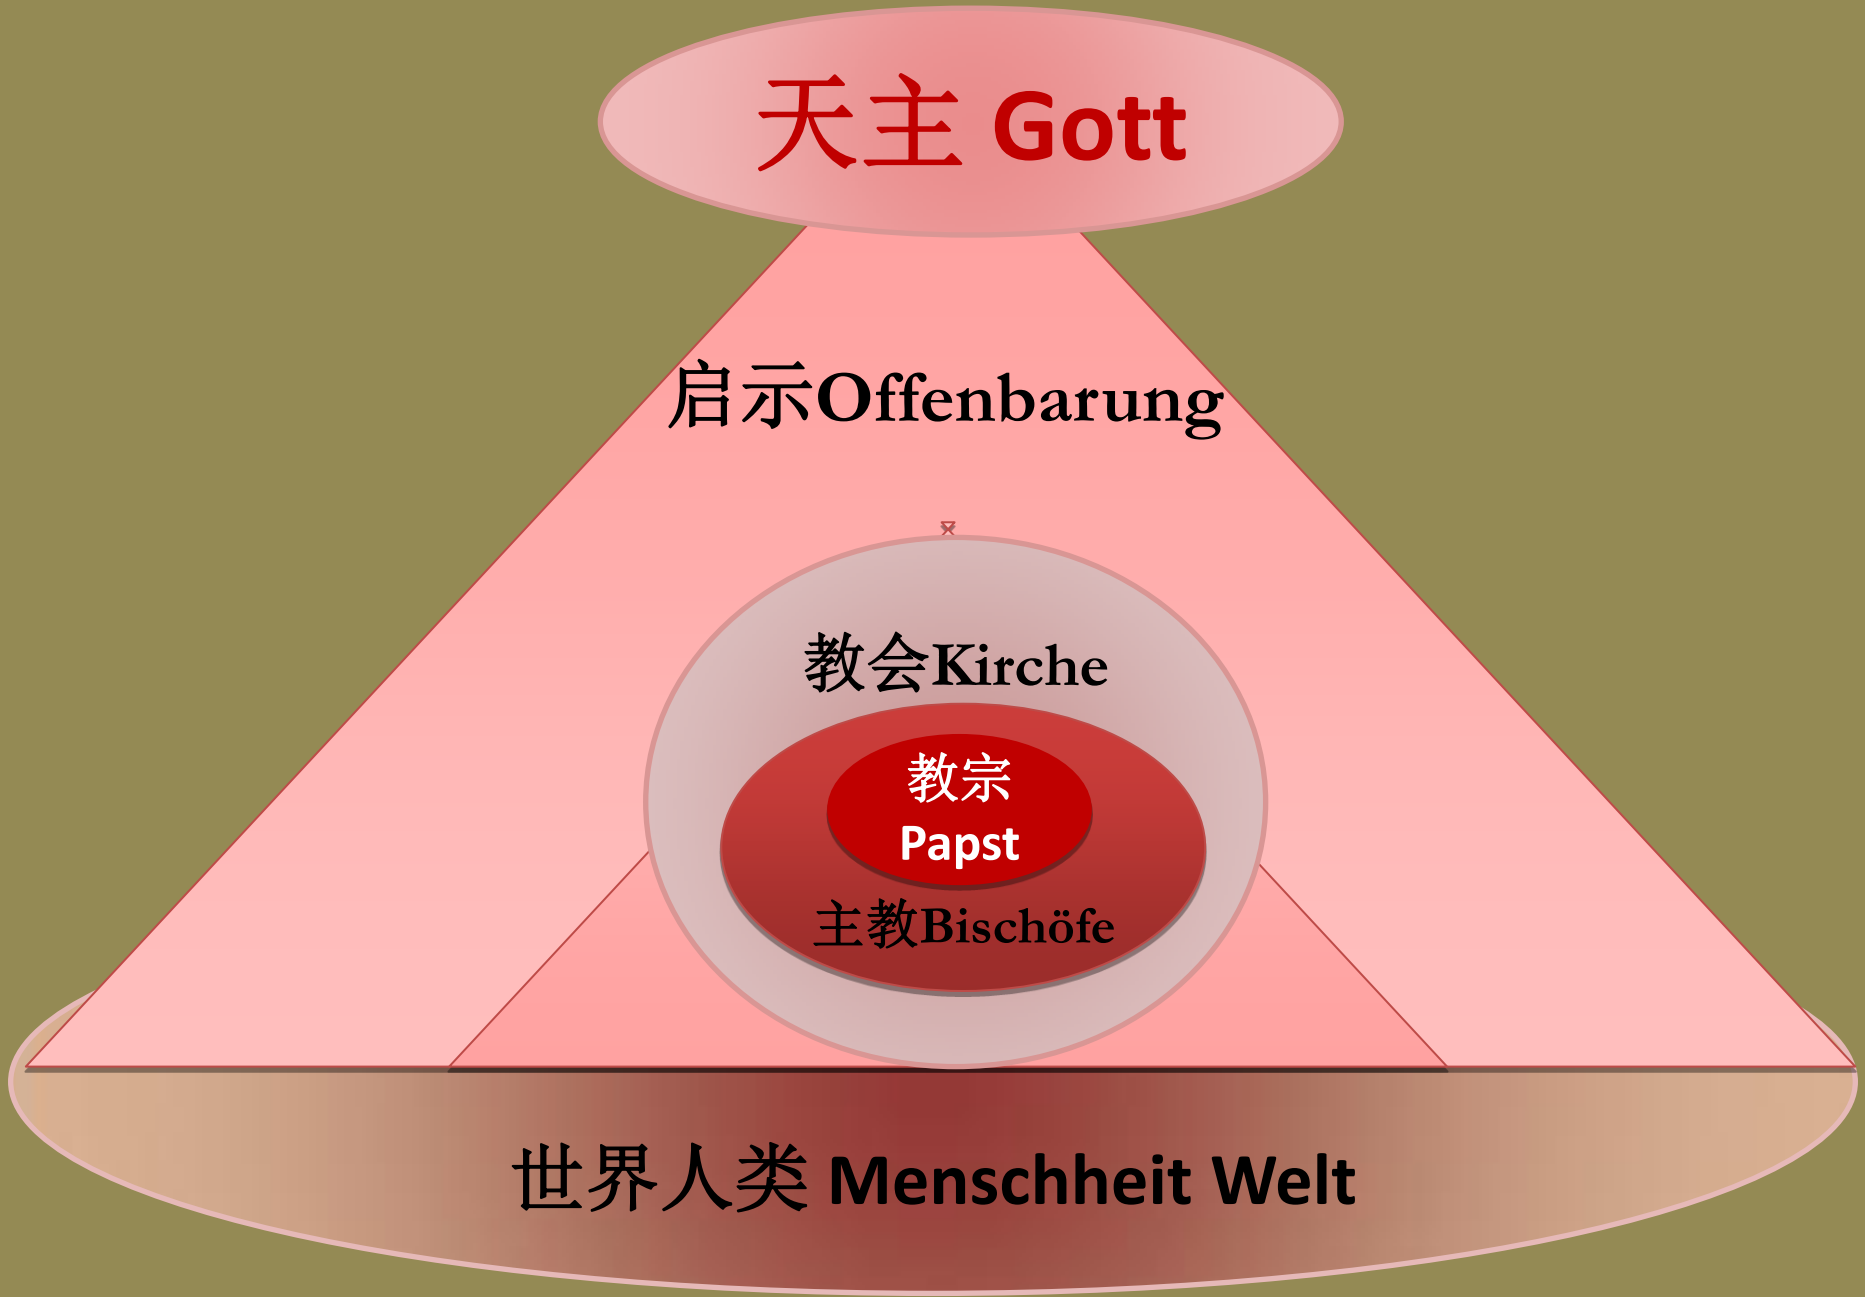 天主 Gott
启示Offenbarung
教会Kirche
教宗
Papst
主教Bischöfe
世界人类 Menschheit Welt